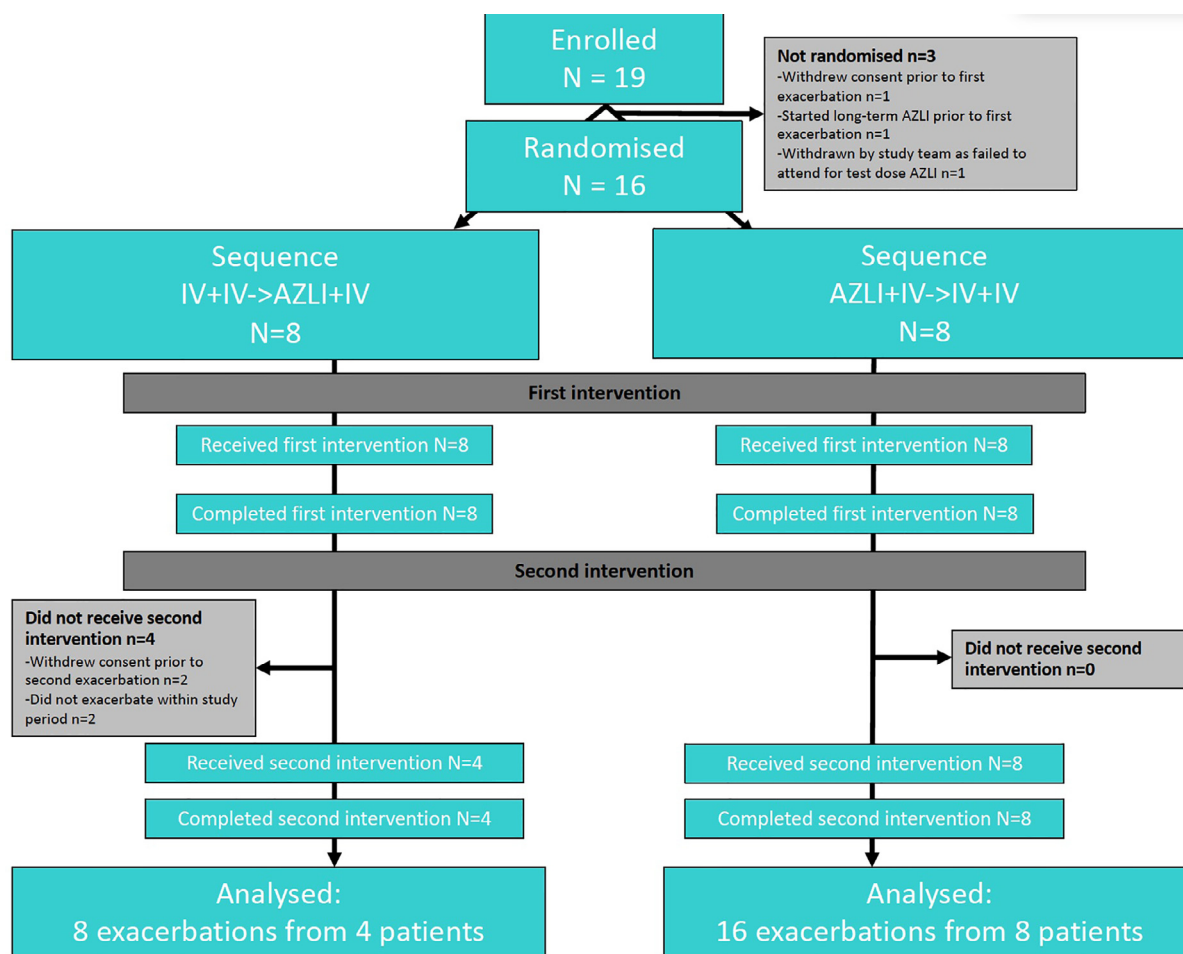 Enrolled
N = 19
Not randomised n=3
-Withdrew consent prior to first
exacerbation n=1
-Started long-term AZLI prior to first
exacerbation n=1
-Withdrawn by study team as failed to
attend for test dose AZLI n=1
Randomised
N = 16
Sequence
IV+IV->AZLI+IV
N=8
Sequence
AZLI+IV->IV+IV
N=8
First intervention
Received first intervention N=8
Received first intervention N=8
Completed first intervention N=8
Completed first intervention N=8
Second intervention
Did not receive second
intervention n=4
-Withdrew consent prior to
second exacerbation n=2
-Did not exacerbate within study
period n=2
Did not receive second
intervention n=0
Received second intervention N=4
Received second intervention N=8
Completed second intervention N=4
Completed second intervention N=8
Analysed:
8 exacerbations from 4 patients
Analysed:
16 exacerbations from 8 patients